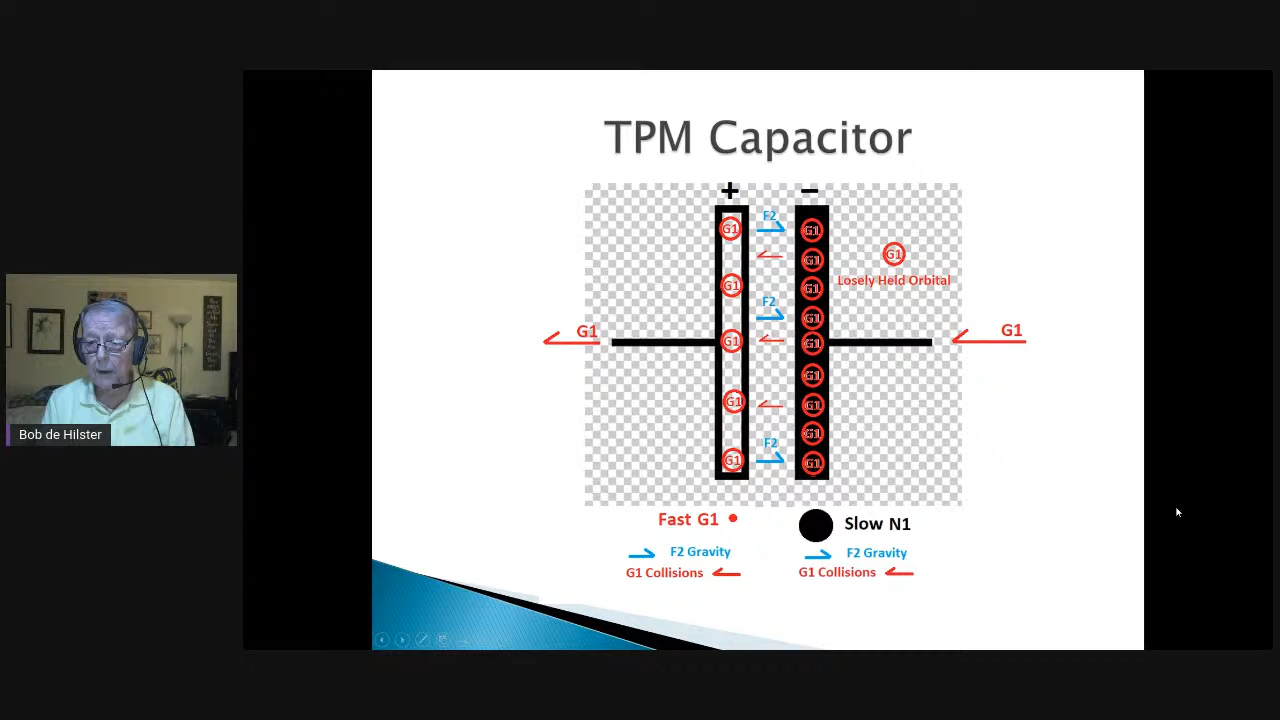 TPM Capacitor
+
−
G1
F2
G1
G1
Losely Held Orbital
G1
G1
G1
F2
G1
G1
G1
G1
G1
G1
G1
G1
G1
G1
F2
G1
G1
Fast G1
Slow N1
F2 Gravity
F2 Gravity
G1 Collisions
G1 Collisions
Bob de Hilster